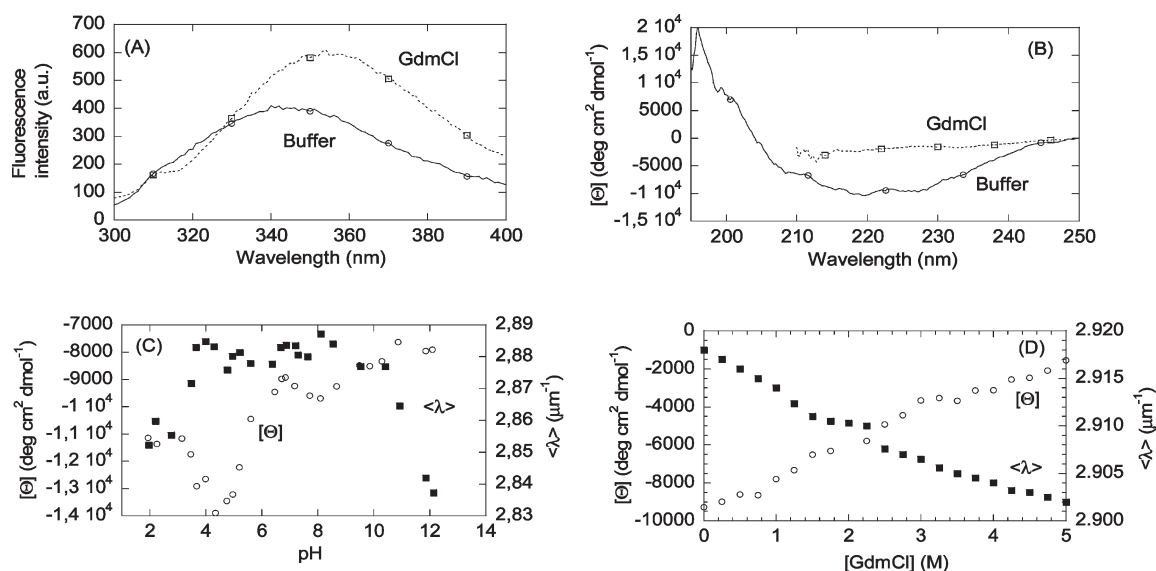 (A)
700
600
500
400
300
200
100
0
Fluorescence
intensity (a.u.)
GdmCl
Buffer
300 320 340 360 380 400
Wavelength (nm)
(B)
2 10⁴
1,5 10⁴
1 10⁴
5000
0
-5000
-1 10⁴
-1,5 10⁴
[Θ] (deg cm² dmol⁻¹)
GdmCl
Buffer
200 210 220 230 240 250
Wavelength (nm)
(C)
-7000
-8000
-9000
-1 10⁴
-1,1 10⁴
-1,2 10⁴
-1,3 10⁴
-1,4 10⁴
[Θ] (deg cm² dmol⁻¹)
[Θ]
<λ>
2,89
2,88
2,87
2,86
2,85
2,84
2,83
<λ> (µm⁻¹)
0 2 4 6 8 10 12 14
pH
(D)
0
-2000
-4000
-6000
-8000
-10000
[Θ] (deg cm² dmol⁻¹)
[Θ]
<λ>
2.920
2.915
2.910
2.905
2.900
<λ> (µm⁻¹)
0 1 2 3 4 5
[GdmCl] (M)